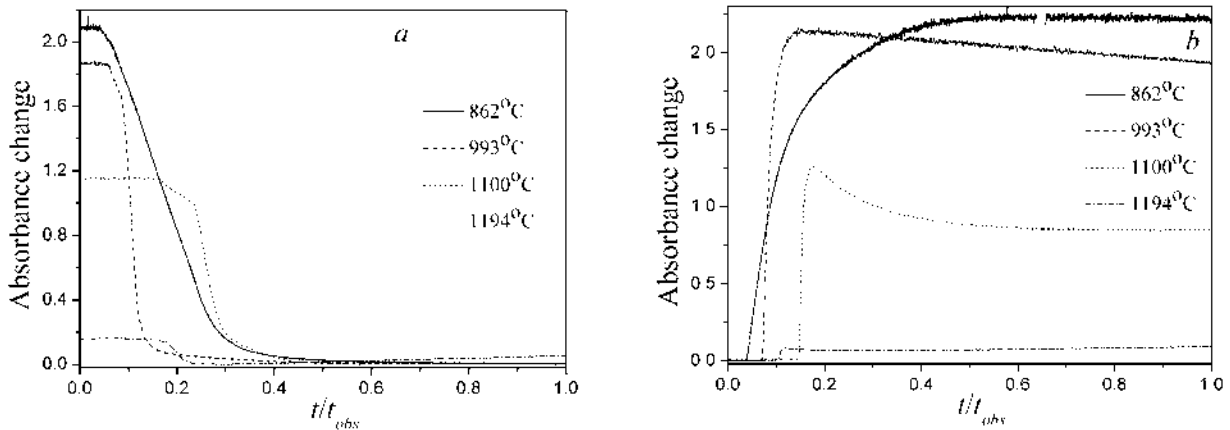 a
2.0
1.6
1.2
0.8
0.4
0.0
Absorbance change
862°C
993°C
1100°C
1194°C
0.0 0.2 0.4 0.6 0.8 1.0
t/t_obs
b
2 0
1 5
1 0
0 5
0 0
Absorbance change
862°C
993°C
1100°C
1194°C
0.0 0.2 0.4 0.6 0.8 1.0
t/t_obs